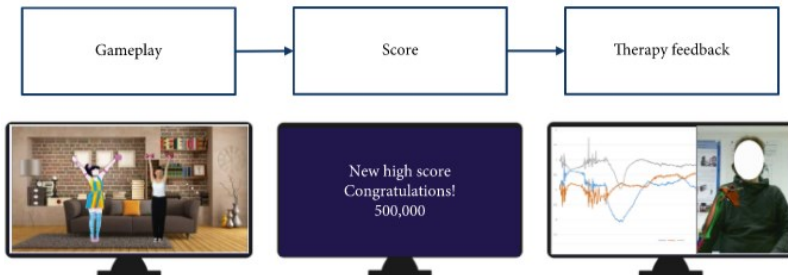 Gameplay
Score
Therapy feedback
New high score
Congratulations!
500,000